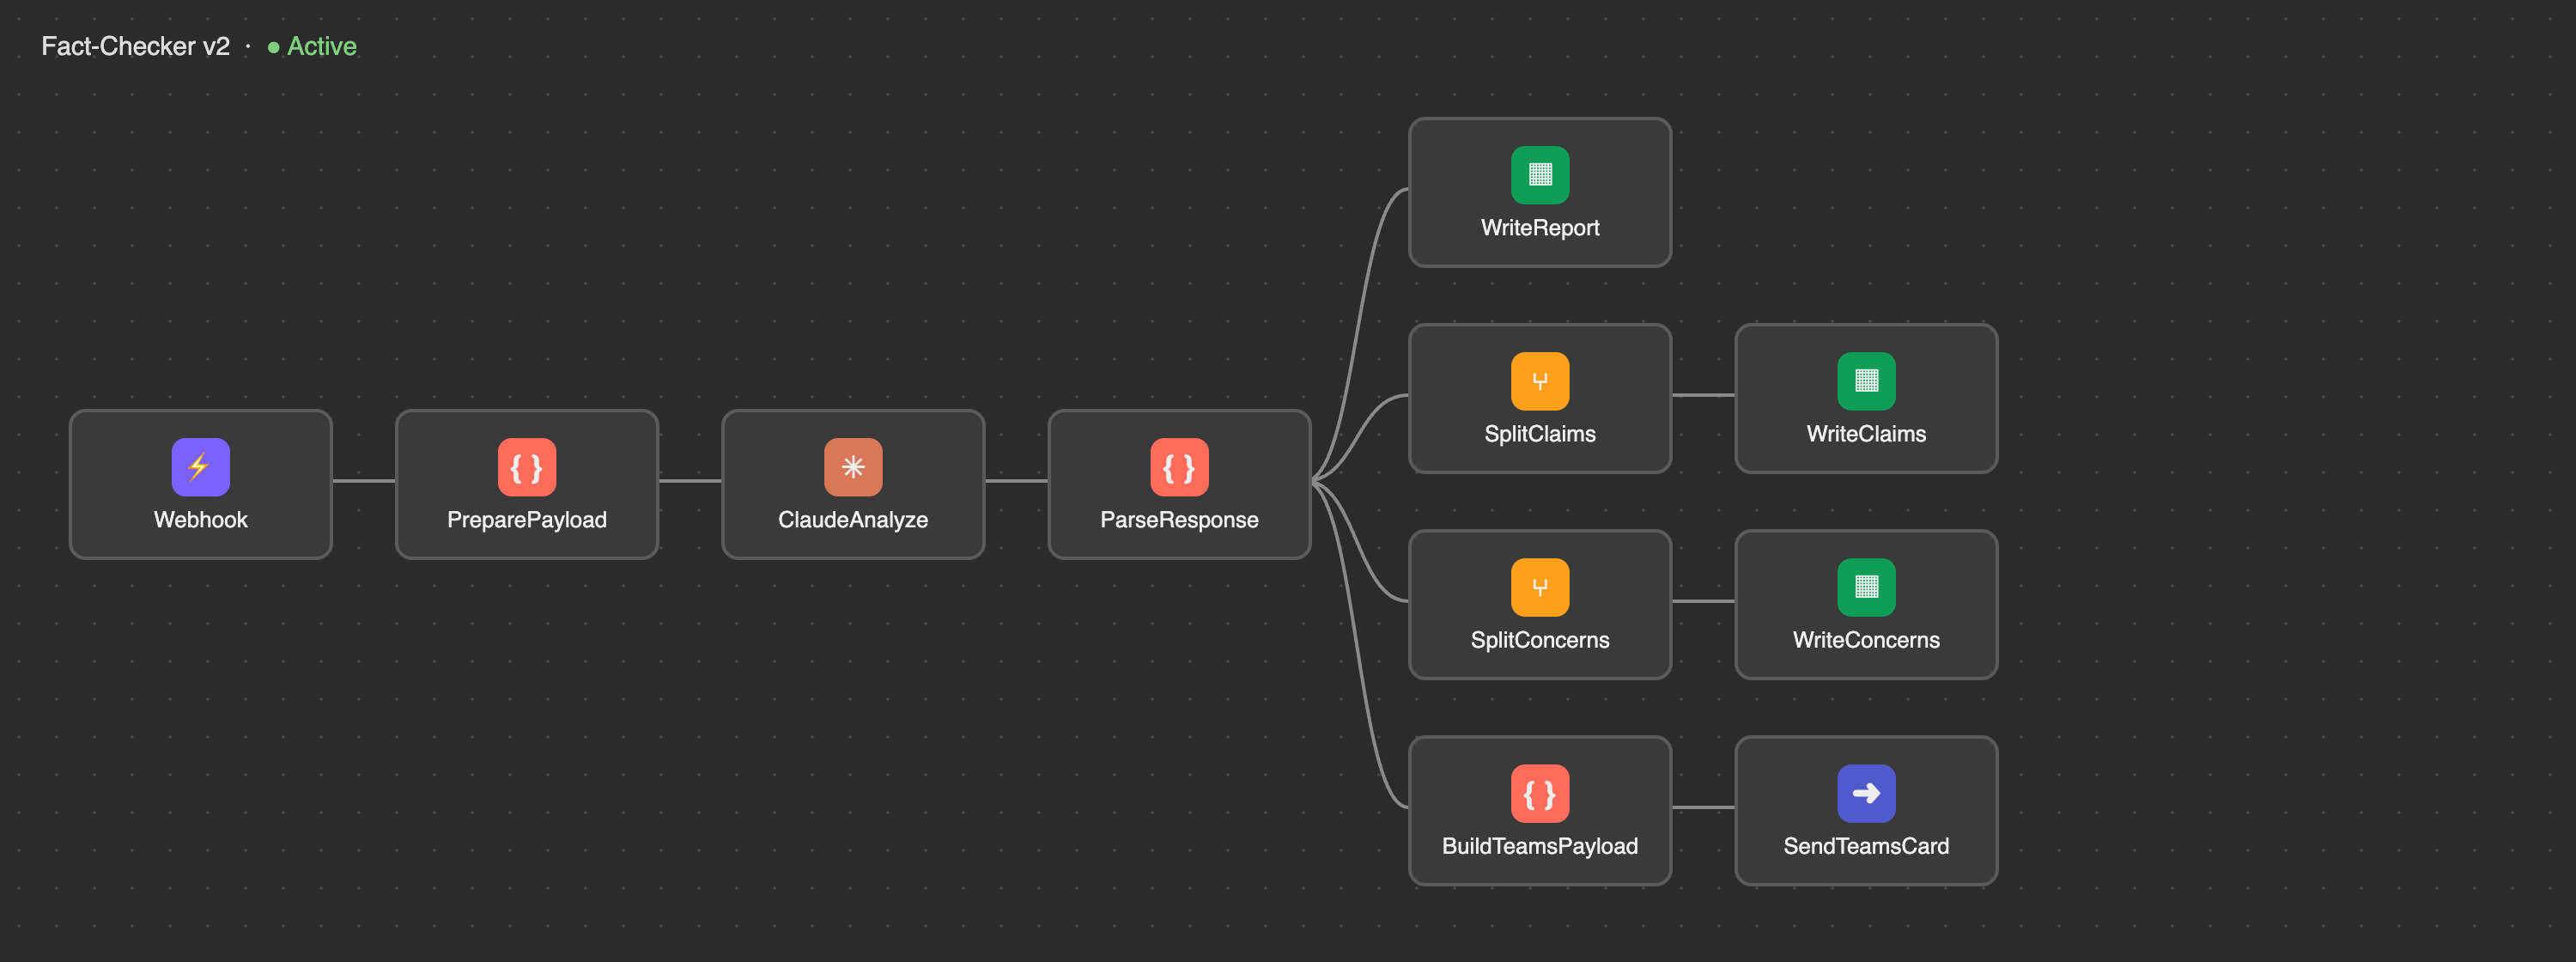 Fact-Checker v2 · ● Active
WriteReport
SplitClaims
WriteClaims
Webhook
{ }
PreparePayload
ClaudeAnalyze
{ }
ParseResponse
SplitConcerns
WriteConcerns
{ }
BuildTeamsPayload
SendTeamsCard